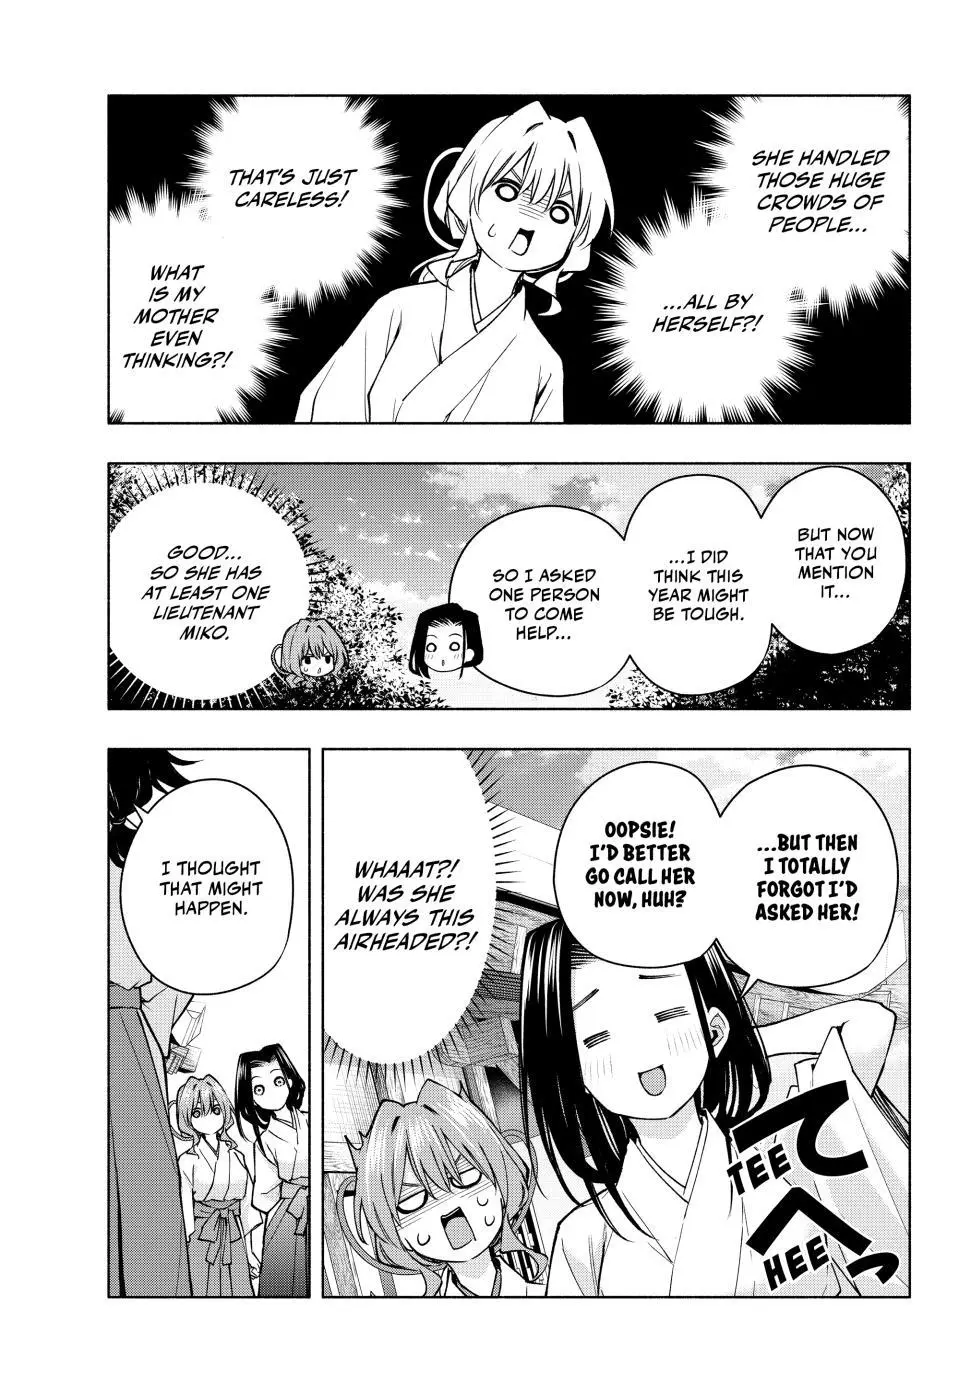 SHE HANDLED
THOSE HUGE
CROWDS OF
PEOPLE...
...ALL BY
HERSELF?!
THAT'S JUST
CARELESS!
WHAT
IS MY
MOTHER
EVEN
THINKING?!
BUT NOW
THAT YOU
MENTION
IT...
...I DID
THINK THIS
YEAR MIGHT
BE TOUGH.
SO I ASKED
ONE PERSON
TO COME
HELP...
GOOD...
SO SHE HAS
AT LEAST ONE
LIEUTENANT
MIKO.
...BUT THEN
I TOTALLY
FORGOT I'D
ASKED HER!
OOPSIE!
I'D BETTER
GO CALL HER
NOW, HUH?
てへっ
TEE
HEE
WHAAAT?!
WAS SHE
ALWAYS THIS
AIRHEADED?!
I THOUGHT
THAT MIGHT
HAPPEN.